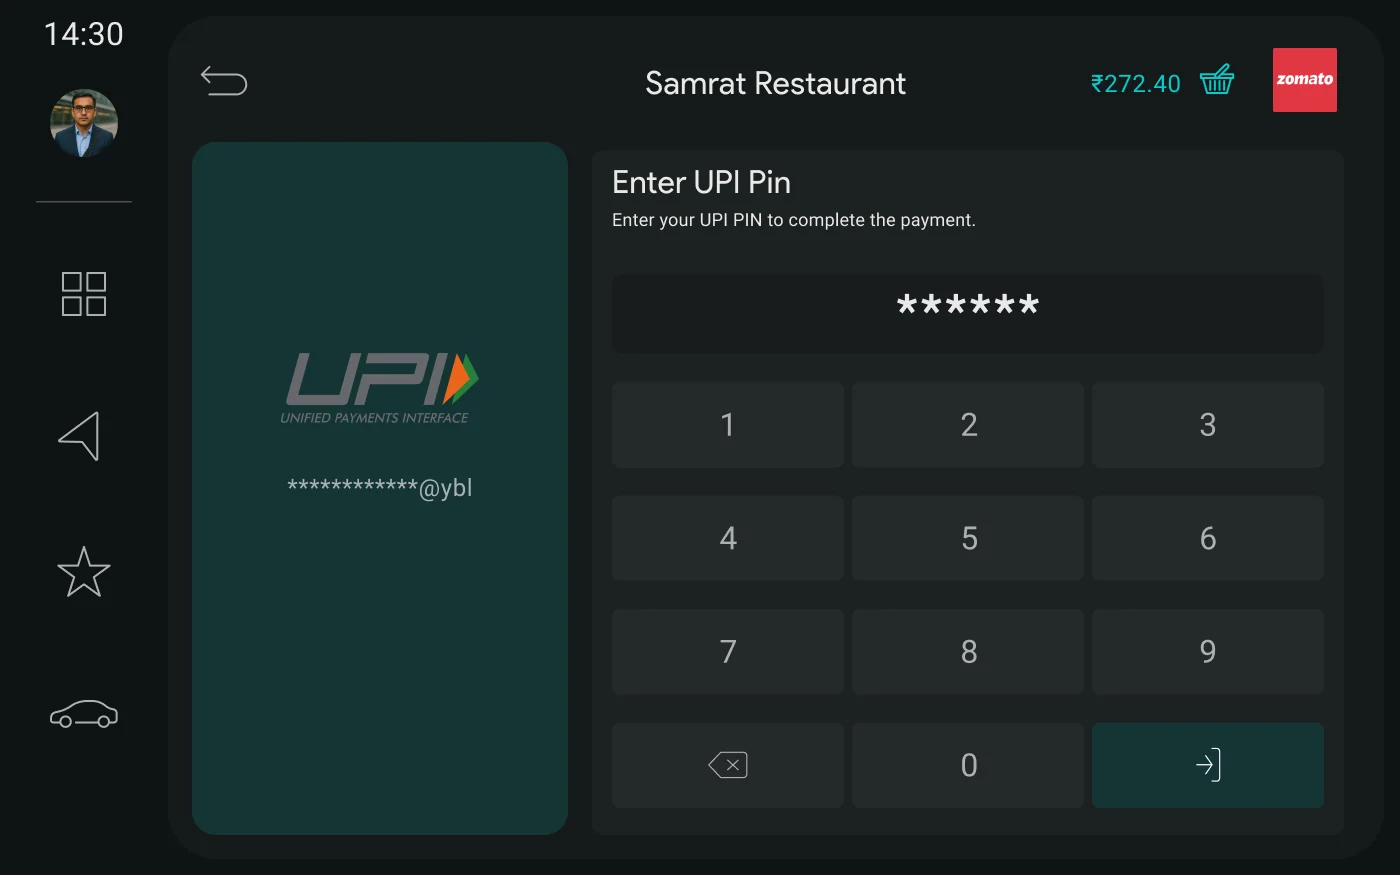 14:30
Samrat Restaurant
₹272.40
zomato
UPI
UNIFIED PAYMENTS INTERFACE
************@ybl
Enter UPI Pin
Enter your UPI PIN to complete the payment.
******
1 2 3
4 5 6
7 8 9
0